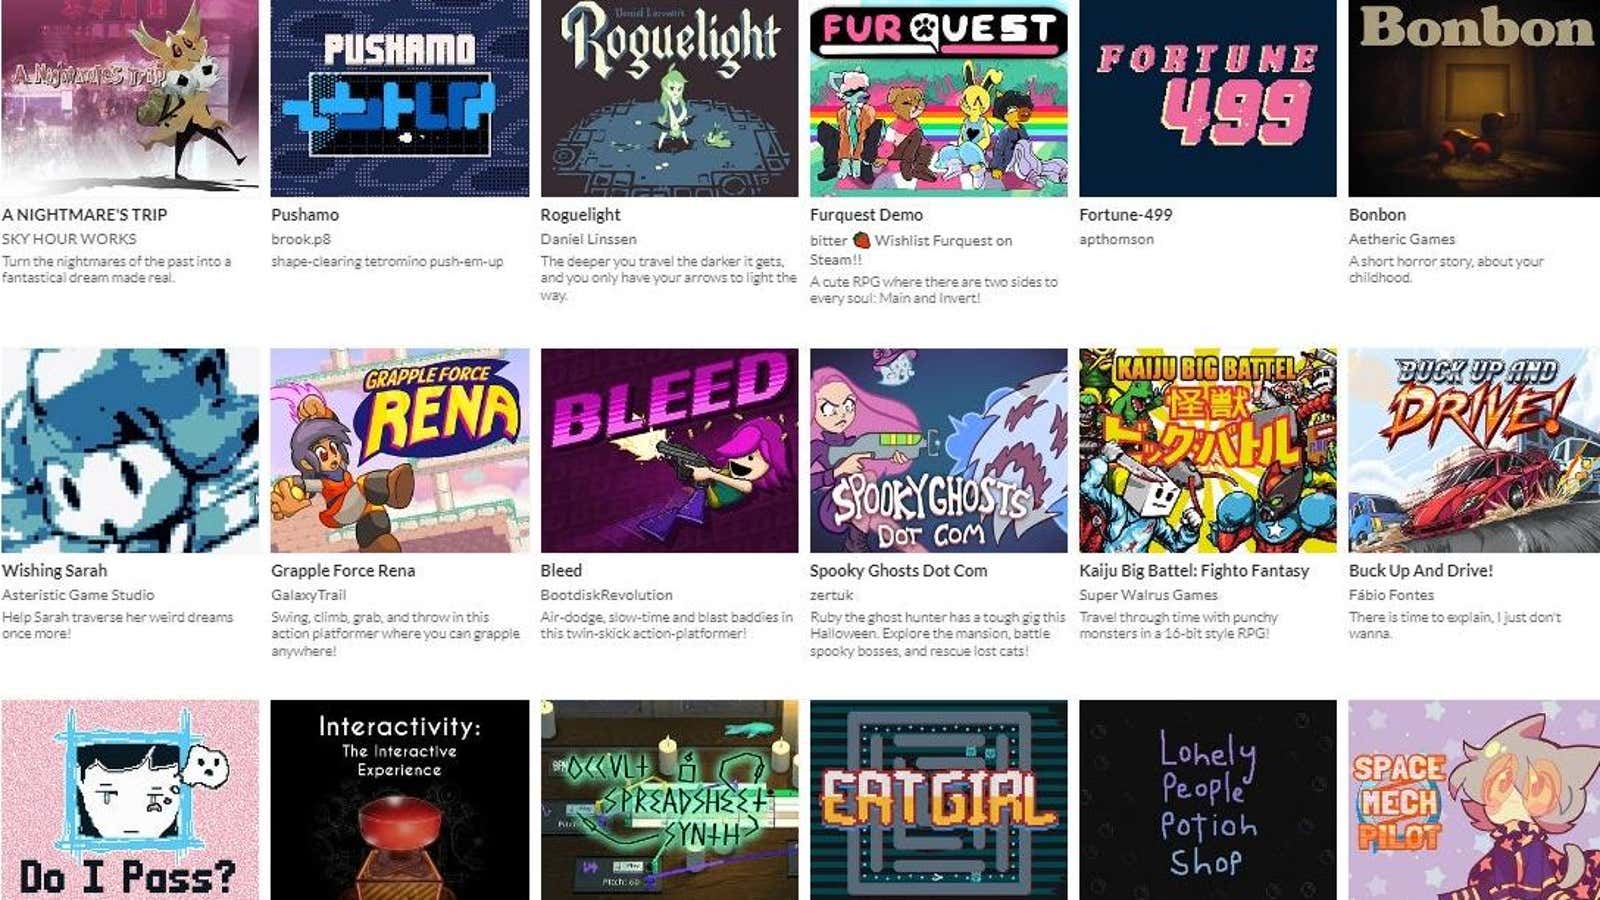 A Nightmare's Trip
PUSHAMO
Daniel Linssen's
Roguelight
FURQUEST
FORTUNE
499
Bonbon
A NIGHTMARE'S TRIP
SKY HOUR WORKS
Turn the nightmares of the past into a
fantastical dream made real.
Pushamo
brook.p8
shape-clearing tetromino push-em-up
Roguelight
Daniel Linssen
The deeper you travel the darker it gets,
and you only have your arrows to light the
way.
Furquest Demo
bitter 🍓 Wishlist Furquest on
Steam!!
A cute RPG where there are two sides to
every soul: Main and Invert!
Fortune-499
apthomson
Bonbon
Aetheric Games
A short horror story, about your
childhood.
GRAPPLE FORCE
RENA
BLEED
SPOOKY GHOSTS
DOT COM
KAIJU BIG BATTEL
怪獣
ビッグ・バトル
BUCK UP AND
DRIVE!
Wishing Sarah
Asteristic Game Studio
Help Sarah traverse her weird dreams
once more!
Grapple Force Rena
GalaxyTrail
Swing, climb, grab, and throw in this
action platformer where you can grapple
anywhere!
Bleed
BootdiskRevolution
Air-dodge, slow-time and blast baddies in
this twin-skick action-platformer!
Spooky Ghosts Dot Com
zertuk
Ruby the ghost hunter has a tough gig this
Halloween. Explore the mansion, battle
spooky bosses, and rescue lost cats!
Kaiju Big Battel: Fighto Fantasy
Super Walrus Games
Travel through time with punchy
monsters in a 16-bit style RPG!
Buck Up And Drive!
Fábio Fontes
There is time to explain, I just don't
wanna.
Do I Pass?
Interactivity:
The Interactive
Experience
OCCULT
SPREADSHEET
SYNTH
EATGIRL
Lonely
People
Potion
Shop
SPACE
MECH
PILOT